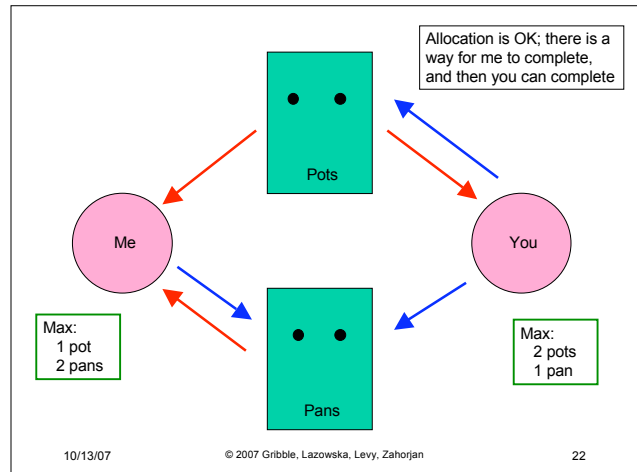 Allocation is OK; there is a
way for me to complete,
and then you can complete
Pots
Me
You
Pans
Max:
1 pot
2 pans
Max:
2 pots
1 pan
10/13/07
© 2007 Gribble, Lazowska, Levy, Zahorjan
22